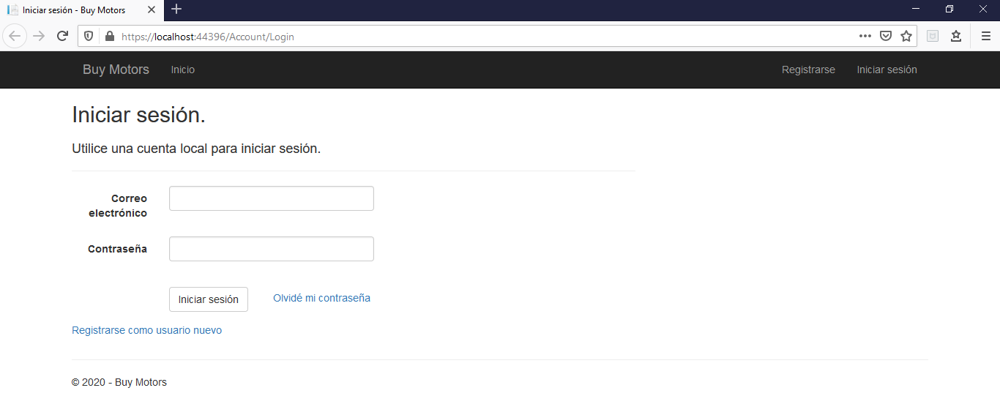 Iniciar sesión - Buy Motors
https://localhost:44396/Account/Login
Buy Motors Inicio Registrarse Iniciar sesión
Iniciar sesión.
Utilice una cuenta local para iniciar sesión.
Correo
electrónico
Contraseña
Iniciar sesión Olvidé mi contraseña
Registrarse como usuario nuevo
© 2020 - Buy Motors